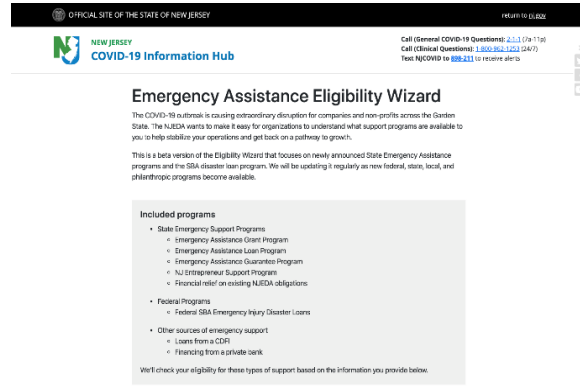 OFFICIAL SITE OF THE STATE OF NEW JERSEY
return to nj.gov
NEW JERSEY
COVID-19 Information Hub
Call (General COVID-19 Questions): 2-1-1 (7a-11p)
Call (Clinical Questions): 1-800-962-1253 (24/7)
Text NJCOVID to 898-211 to receive alerts
Emergency Assistance Eligibility Wizard
The COVID-19 outbreak is causing extraordinary disruption for companies and non-profits across the Garden
State. The NJEDA wants to make it easy for organizations to understand what support programs are available to
you to help stabilize your operations and get back on a pathway to growth.
This is a beta version of the Eligibility Wizard that focuses on newly announced State Emergency Assistance
programs and the SBA disaster loan program. We will be updating it regularly as new federal, state, local, and
philanthropic programs become available.
Included programs
• State Emergency Support Programs
◦ Emergency Assistance Grant Program
◦ Emergency Assistance Loan Program
◦ Emergency Assistance Guarantee Program
◦ NJ Entrepreneur Support Program
◦ Financial relief on existing NJEDA obligations
• Federal Programs
◦ Federal SBA Emergency Injury Disaster Loans
• Other sources of emergency support
◦ Loans from a CDFI
◦ Financing from a private bank
We'll check your eligibility for these types of support based on the information you provide below.